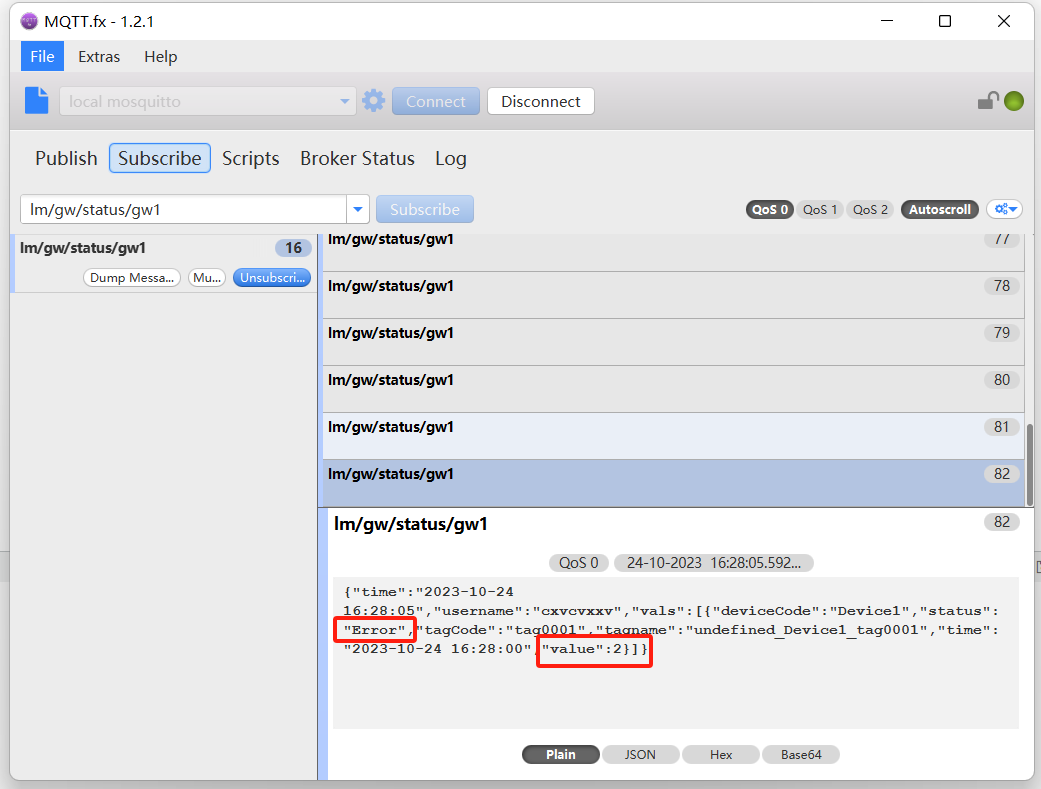 MQTT.fx - 1.2.1
File Extras Help
local mosquitto Connect Disconnect
Publish Subscribe Scripts Broker Status Log
lm/gw/status/gw1 Subscribe QoS 0 QoS 1 QoS 2 Autoscroll
lm/gw/status/gw1 16
Dump Messa... Mu... Unsubscri...
lm/gw/status/gw1 77
lm/gw/status/gw1 78
lm/gw/status/gw1 79
lm/gw/status/gw1 80
lm/gw/status/gw1 81
lm/gw/status/gw1 82
lm/gw/status/gw1 82
QoS 0 24-10-2023 16:28:05.592...
{"time":"2023-10-24
16:28:05","username":"cxvcvxxv","vals":[{"deviceCode":"Device1","status":
"Error","tagCode":"tag0001","tagname":"undefined_Device1_tag0001","time":
"2023-10-24 16:28:00","value":2}]}
Plain JSON Hex Base64